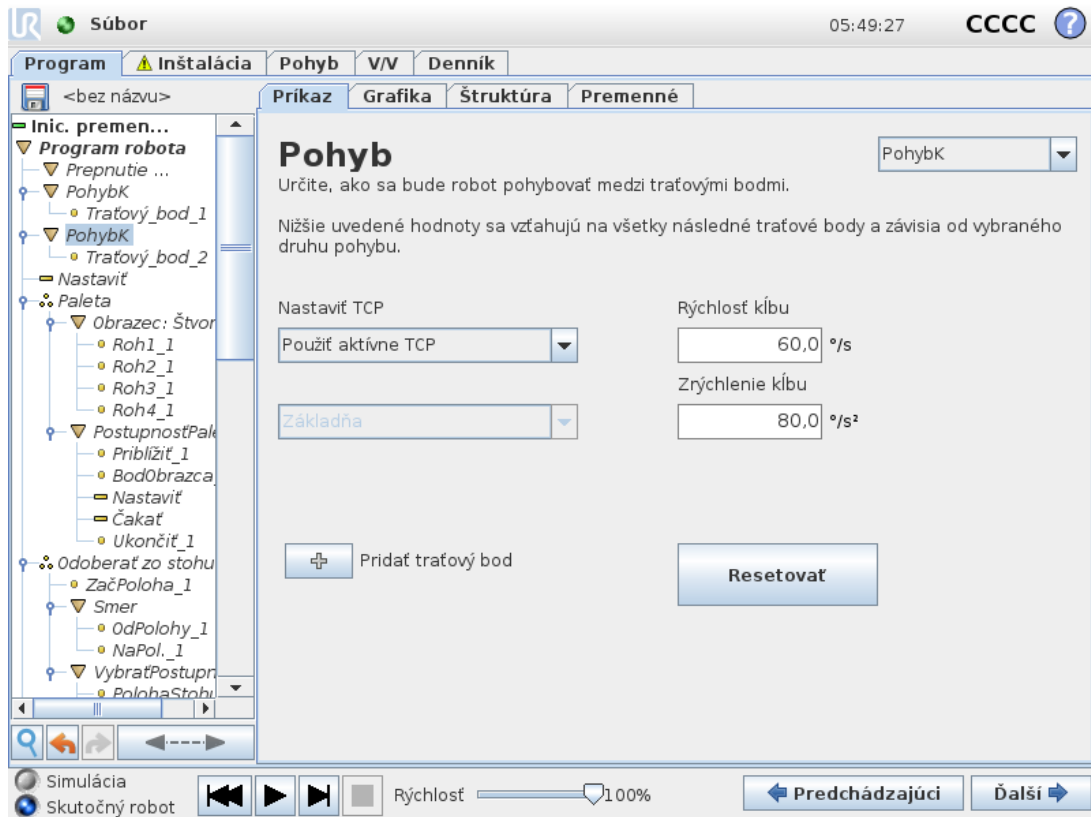 UR Súbor 05:49:27 CCCC ?
Program Inštalácia Pohyb V/V Denník
<bez názvu> Príkaz Grafika Štruktúra Premenné
Inic. premen...
Program robota
Prepnutie ...
PohybK
Traťový_bod_1
PohybK
Traťový_bod_2
Nastaviť
Paleta
Obrazec: Štvor
Roh1_1
Roh2_1
Roh3_1
Roh4_1
PostupnosťPale
Priblížiť_1
BodObrazca
Nastaviť
Čakať
Ukončiť_1
Odoberať zo stohu
ZačPoloha_1
Smer
OdPolohy_1
NaPol._1
VybraťPostupn
PolohaStohu
Pohyb
PohybK
Určite, ako sa bude robot pohybovať medzi traťovými bodmi.
Nižšie uvedené hodnoty sa vzťahujú na všetky následné traťové body a závisia od vybraného
druhu pohybu.
Nastaviť TCP
Použiť aktívne TCP
Základňa
Rýchlosť kĺbu
60,0 °/s
Zrýchlenie kĺbu
80,0 °/s²
Pridať traťový bod
Resetovať
Simulácia
Skutočný robot
Rýchlosť 100%
Predchádzajúci Ďalší